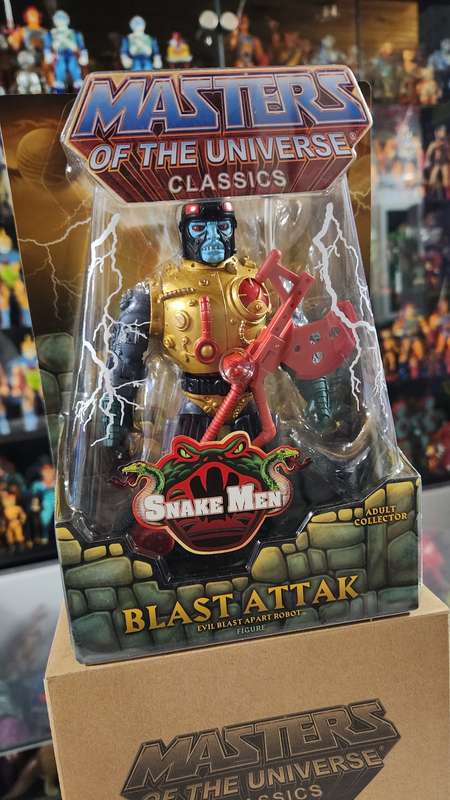 MASTERS
OF THE UNIVERSE®
CLASSICS
SNAKE MEN
ADULT
COLLECTOR
BLAST ATTAK™
EVIL BLAST APART ROBOT
FIGURE
MASTERS
OF THE UNIVERSE
CLASSICS